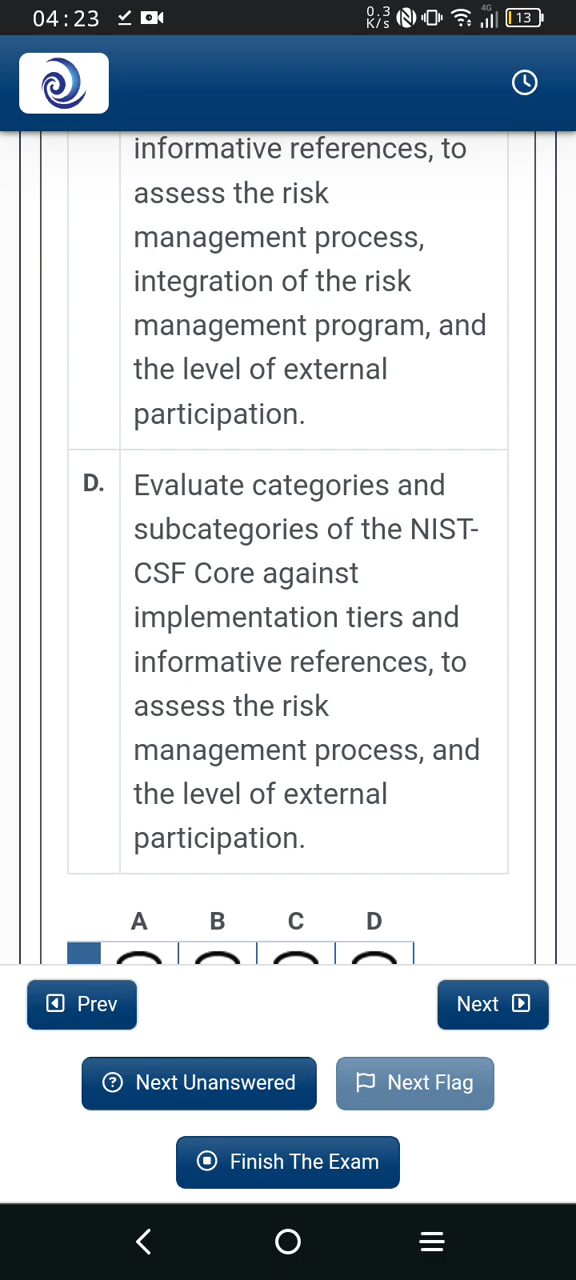 04:23
0.3
K/s
4G
13
informative references, to
assess the risk
management process,
integration of the risk
management program, and
the level of external
participation.
D.
Evaluate categories and
subcategories of the NIST-
CSF Core against
implementation tiers and
informative references, to
assess the risk
management process, and
the level of external
participation.
A B C D
Prev
Next
Next Unanswered
Next Flag
Finish The Exam